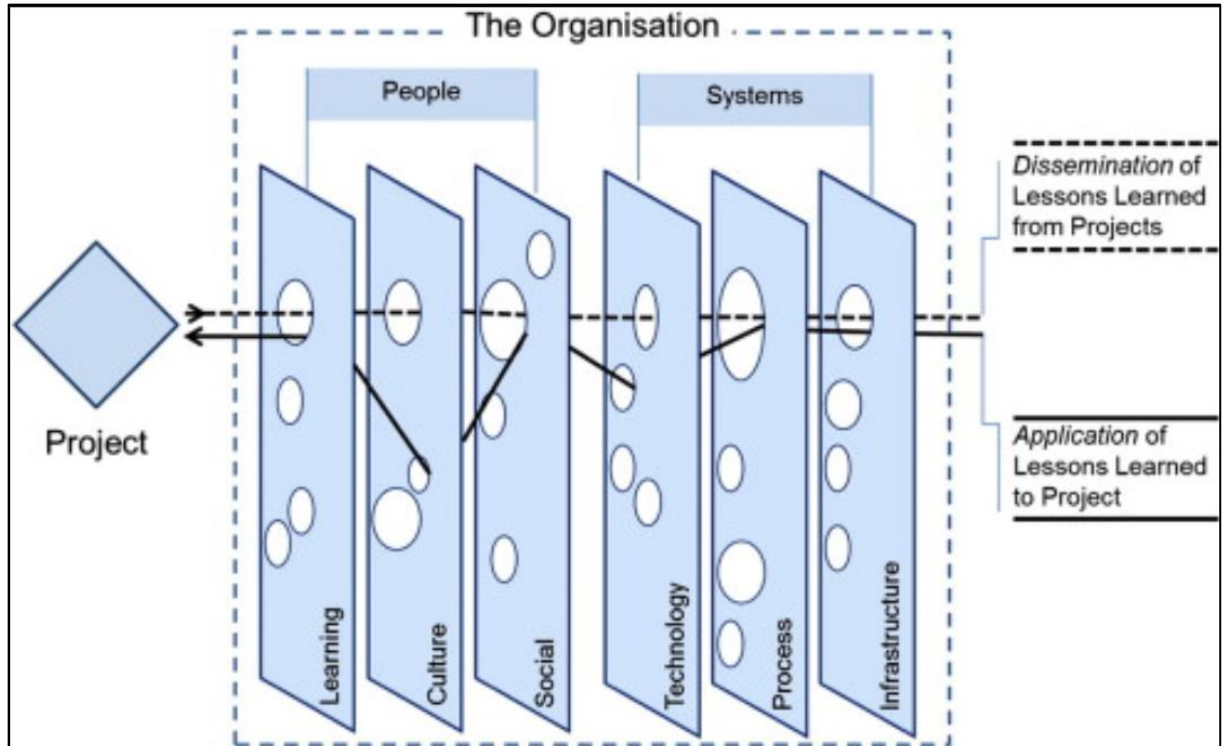 The Organisation
People
Systems
Dissemination of
Lessons Learned
from Projects
Project
Application of
Lessons Learned
to Project
Learning
Culture
Social
Technology
Process
Infrastructure